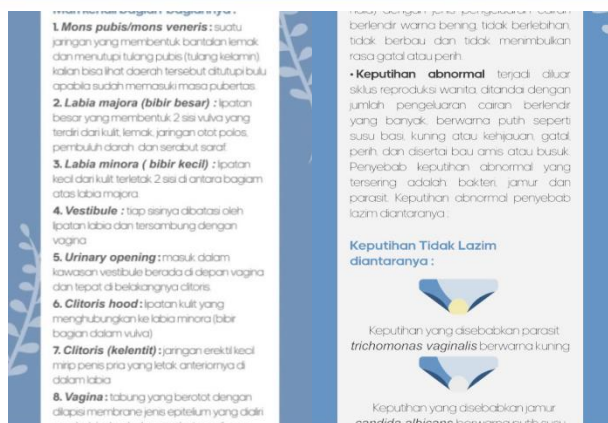 Mari kenali bagian-bagiannya :
1. Mons pubis/mons veneris : suatu
jaringan yang membentuk bantalan lemak
dan menutupi tulang pubis (tulang kelamin)
kalian bisa lihat daerah tersebut ditutupi bulu
apabila sudah memasuki masa pubertas.
2. Labia majora (bibir besar) : lipatan
besar yang membentuk 2 sisi vulva yang
terdiri dari kulit, lemak, jaringan otot polos,
pembuluh darah dan serabut saraf.
3. Labia minora ( bibir kecil) : lipatan
kecil dari kulit terletak 2 sisi di antara bagiam
atas labia majora.
4. Vestibule : tiap sisinya dibatasi oleh
lipatan labia dan tersambung dengan
vagina
5. Urinary opening : masuk dalam
kawasan vestibule berada di depan vagina
dan tepat di belakangnya clitoris.
6. Clitoris hood : lipatan kulit yang
menghubungkan ke labia minora (bibir
bagian dalam vulva)
7. Clitoris (kelentit) : jaringan erektil kecil
mirip penis pria yang letak anteriornya di
dalam labia
8. Vagina : tabung yang berotot dengan
dilapisi membrane jenis epitelium yang dialiri
haid) dengan jenis pengeluaran cairan
berlendir warna bening, tidak berlebihan,
tidak berbau dan tidak menimbulkan
rasa gatal atau perih.
• Keputihan abnormal terjadi diluar
siklus reproduksi wanita, ditandai dengan
jumlah pengeluaran cairan berlendir
yang banyak, berwarna putih seperti
susu basi, kuning atau kehijauan, gatal,
perih, dan disertai bau amis atau busuk.
Penyebab keputihan abnormal yang
tersering adalah bakteri, jamur dan
parasit. Keputihan abnormal penyebab
lazim diantaranya :
Keputihan Tidak Lazim
diantaranya :
Keputihan yang disebabkan parasit
trichomonas vaginalis berwarna kuning
Keputihan yang disebabkan jamur
candida albicans berwarna putih susu